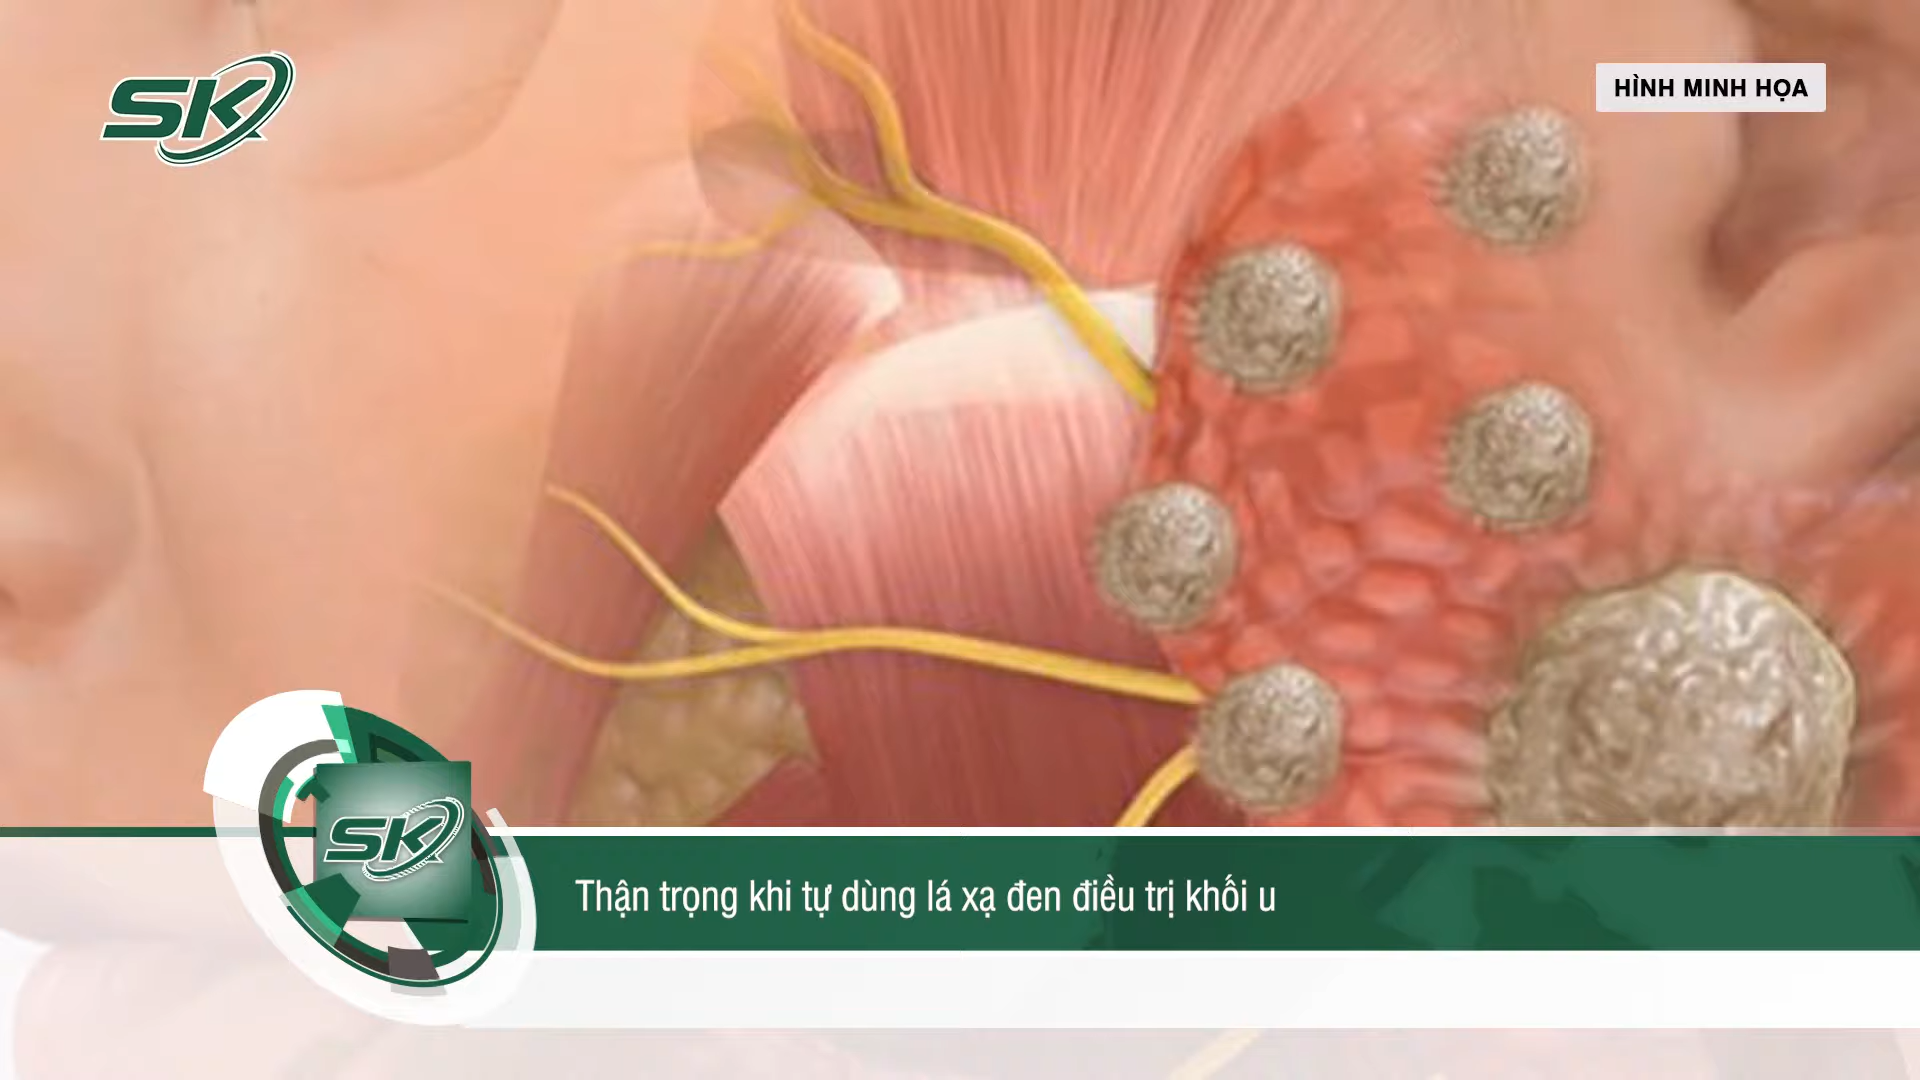 SK
HÌNH MINH HỌA
SK
Thận trọng khi tự dùng lá xạ đen điều trị khối u